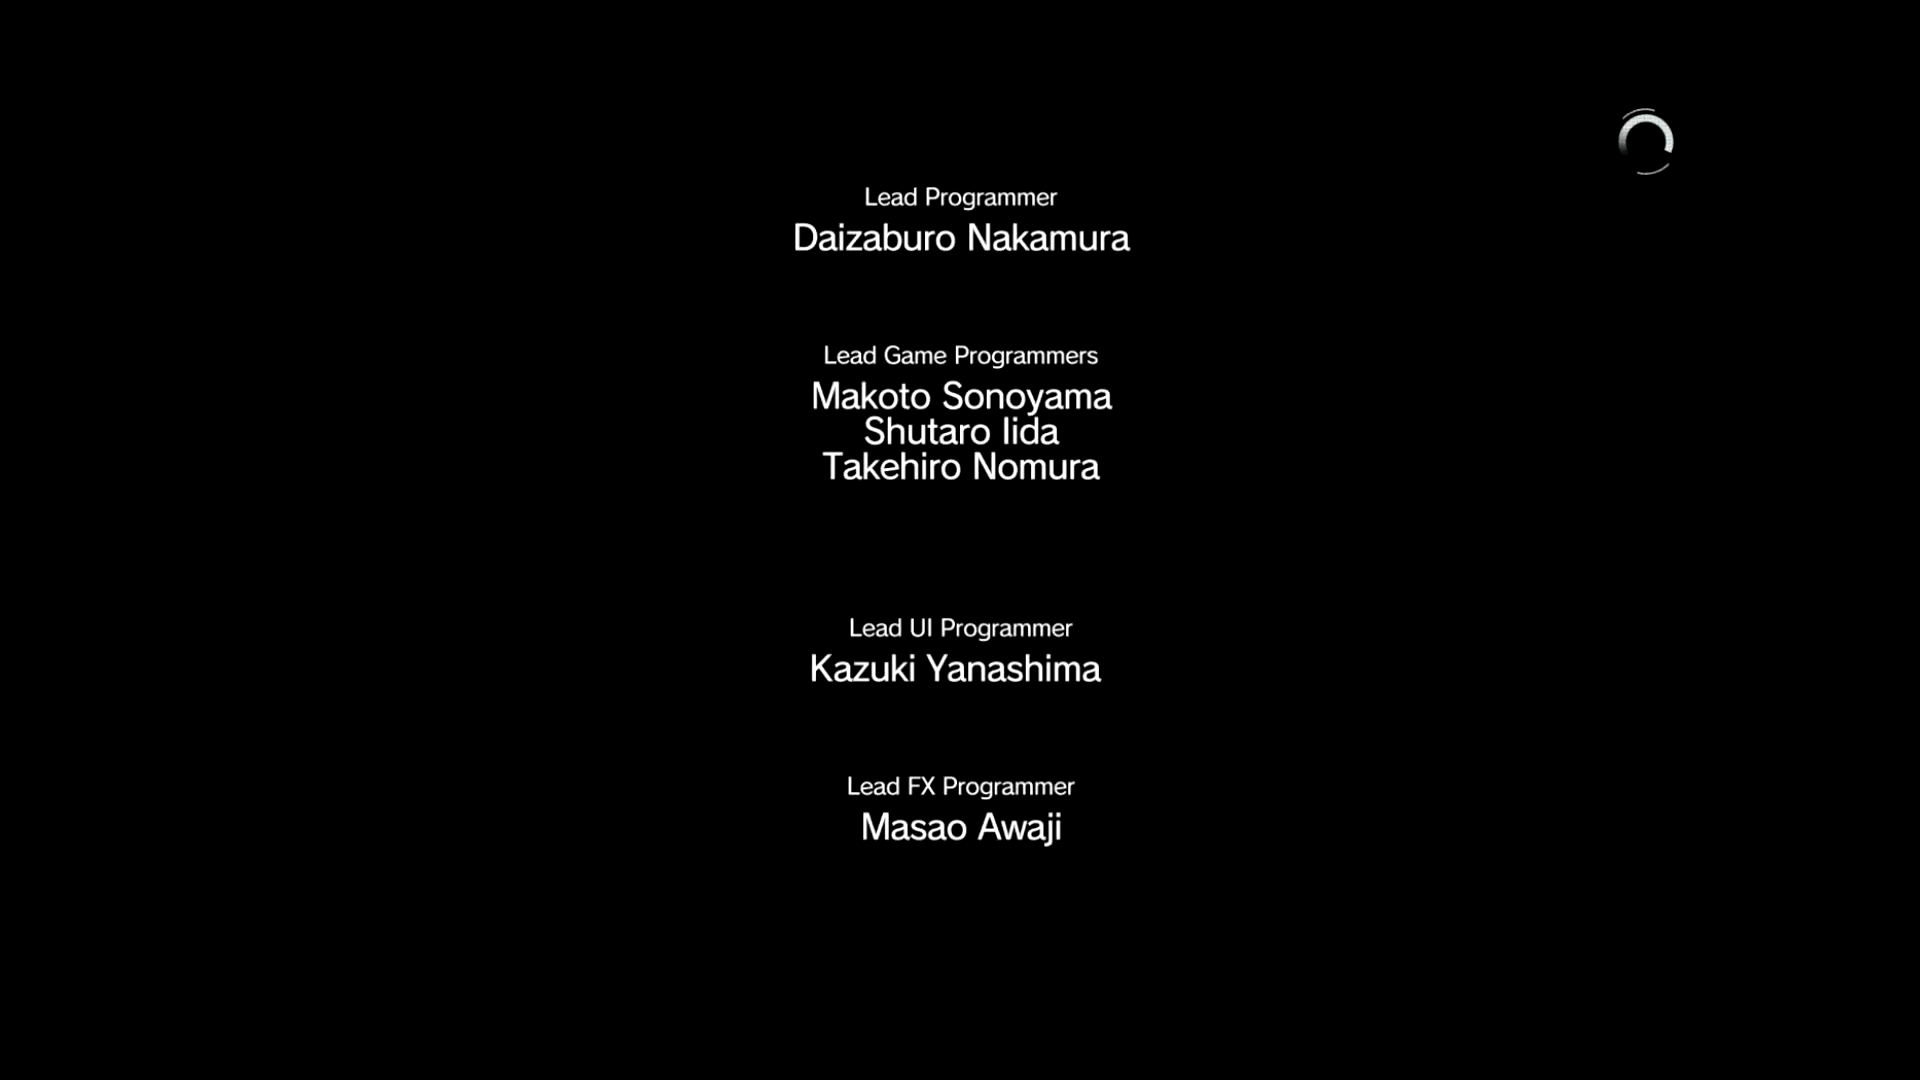 Lead Programmer
Daizaburo Nakamura
Lead Game Programmers
Makoto Sonoyama
Shutaro Iida
Takehiro Nomura
Lead UI Programmer
Kazuki Yanashima
Lead FX Programmer
Masao Awaji